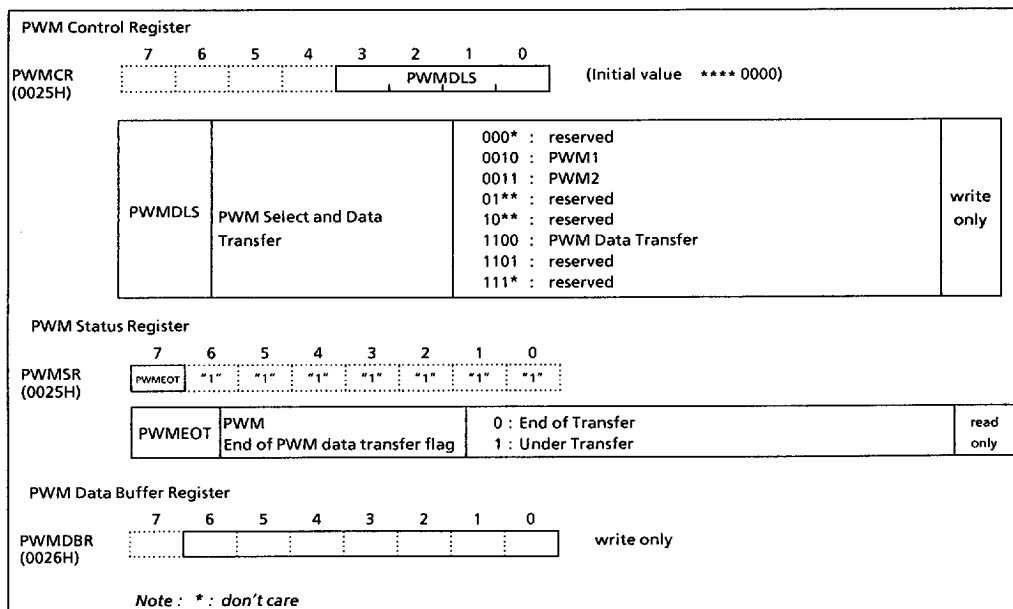 PWM Control Register
7 6 5 4 3 2 1 0
PWMCR PWMDLS (Initial value **** 0000)
(0025H)
000* : reserved
0010 : PWM1
0011 : PWM2
01** : reserved
PWMDLS PWM Select and Data Transfer 10** : reserved write only
1100 : PWM Data Transfer
1101 : reserved
111* : reserved
PWM Status Register
7 6 5 4 3 2 1 0
PWMSR PWMEOT "1" "1" "1" "1" "1" "1" "1"
(0025H)
PWMEOT PWM 0 : End of Transfer read
End of PWM data transfer flag 1 : Under Transfer only
PWM Data Buffer Register
7 6 5 4 3 2 1 0
PWMDBR write only
(0026H)
Note : * : don't care